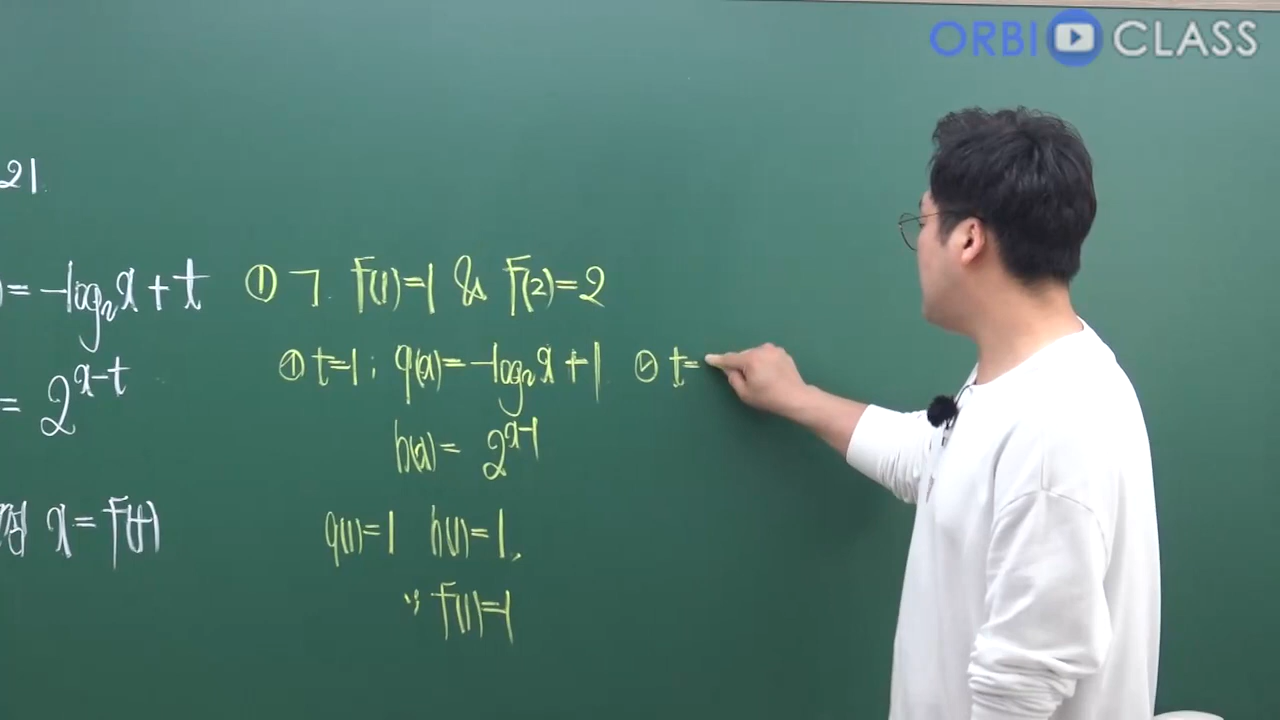 ORBI CLASS
21.
) = -log₂x + t
= 2^{x-t}
x = f(t)
① ㄱ. f(1)=1 & f(2)=2
① t=1 ; g(x)= -log₂x + 1
h(x)= 2^{x-1}
g(1)=1 h(1)=1,
∴ f(1)=1
② t=